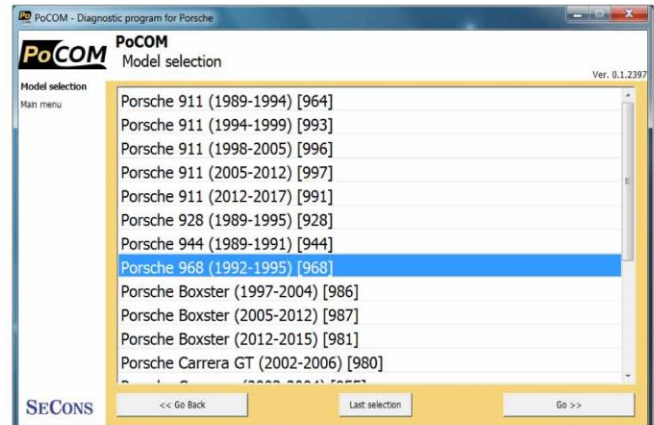 PoCOM - Diagnostic program for Porsche
PoCOM
PoCOM
Model selection
Ver. 0.1.2397
Model selection
Main menu
Porsche 911 (1989-1994) [964]
Porsche 911 (1994-1999) [993]
Porsche 911 (1998-2005) [996]
Porsche 911 (2005-2012) [997]
Porsche 911 (2012-2017) [991]
Porsche 928 (1989-1995) [928]
Porsche 944 (1989-1991) [944]
Porsche 968 (1992-1995) [968]
Porsche Boxster (1997-2004) [986]
Porsche Boxster (2005-2012) [987]
Porsche Boxster (2012-2015) [981]
Porsche Carrera GT (2002-2006) [980]
SECONS
<< Go Back
Last selection
Go >>